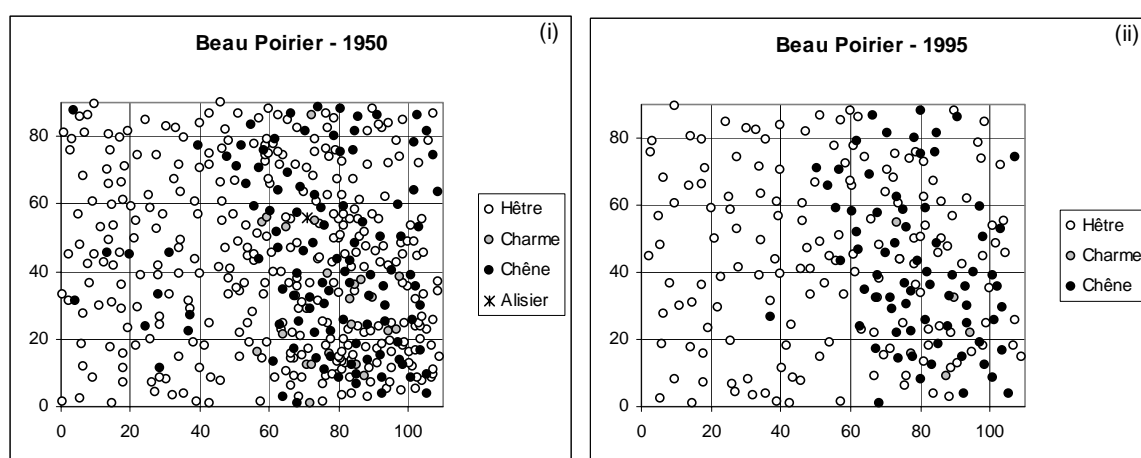 (i)
Beau Poirier - 1950
80
60
40
20
0
0 20 40 60 80 100
Hêtre
Charme
Chêne
Alisier
(ii)
Beau Poirier - 1995
80
60
40
20
0
0 20 40 60 80 100
Hêtre
Charme
Chêne